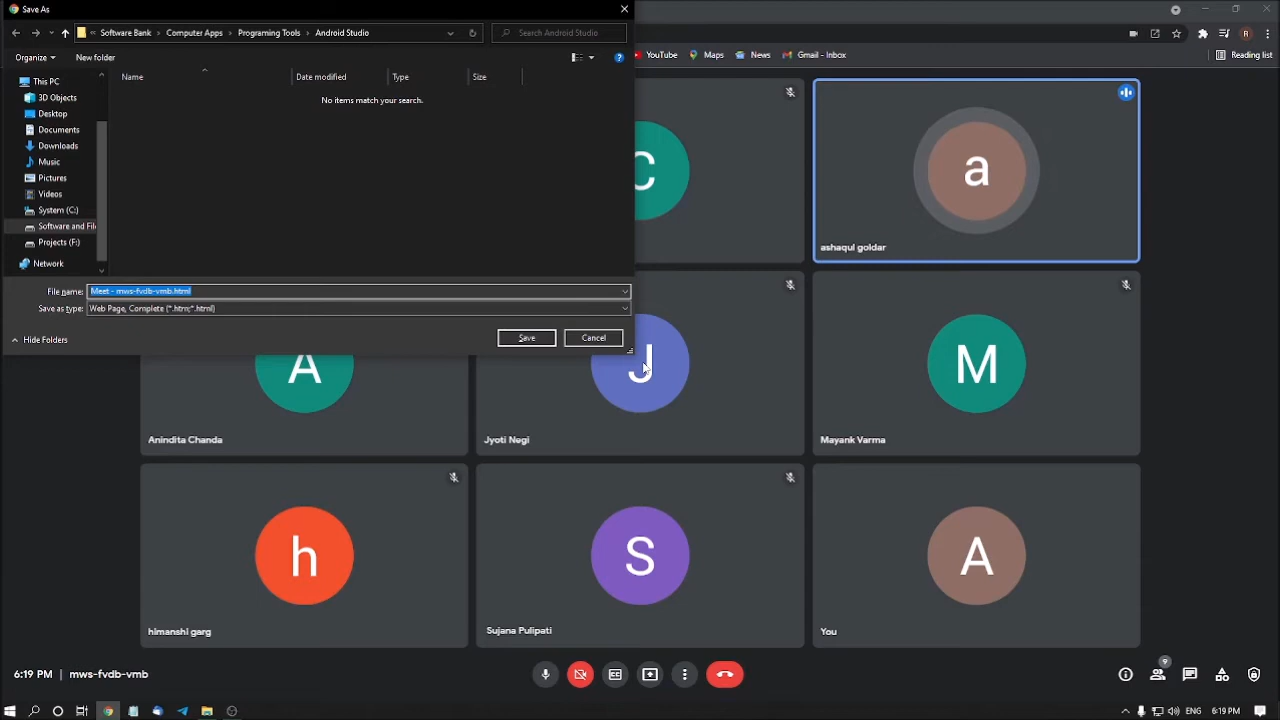 Save As
Software Bank
Computer Apps
Programing Tools
Android Studio
Search Android Studio
Organize
New folder
YouTube
Maps
News
Gmail - Inbox
R
Reading list
This PC
3D Objects
Desktop
Documents
Downloads
Music
Pictures
Videos
System (C:)
Software and Fil
Projects (F:)
Network
Name
Date modified
Type
Size
No items match your search.
File name:
Meet - mws-fvdb-vmb.html
Save as type:
Web Page, Complete (*.htm;*.html)
Hide Folders
Save
Cancel
C
a
ashaqul goldar
A
Anindita Chanda
J
Jyoti Negi
M
Mayank Varma
h
himanshi garg
S
Sujana Pulipati
A
You
6:19 PM | mws-fvdb-vmb
9
ENG
6:19 PM